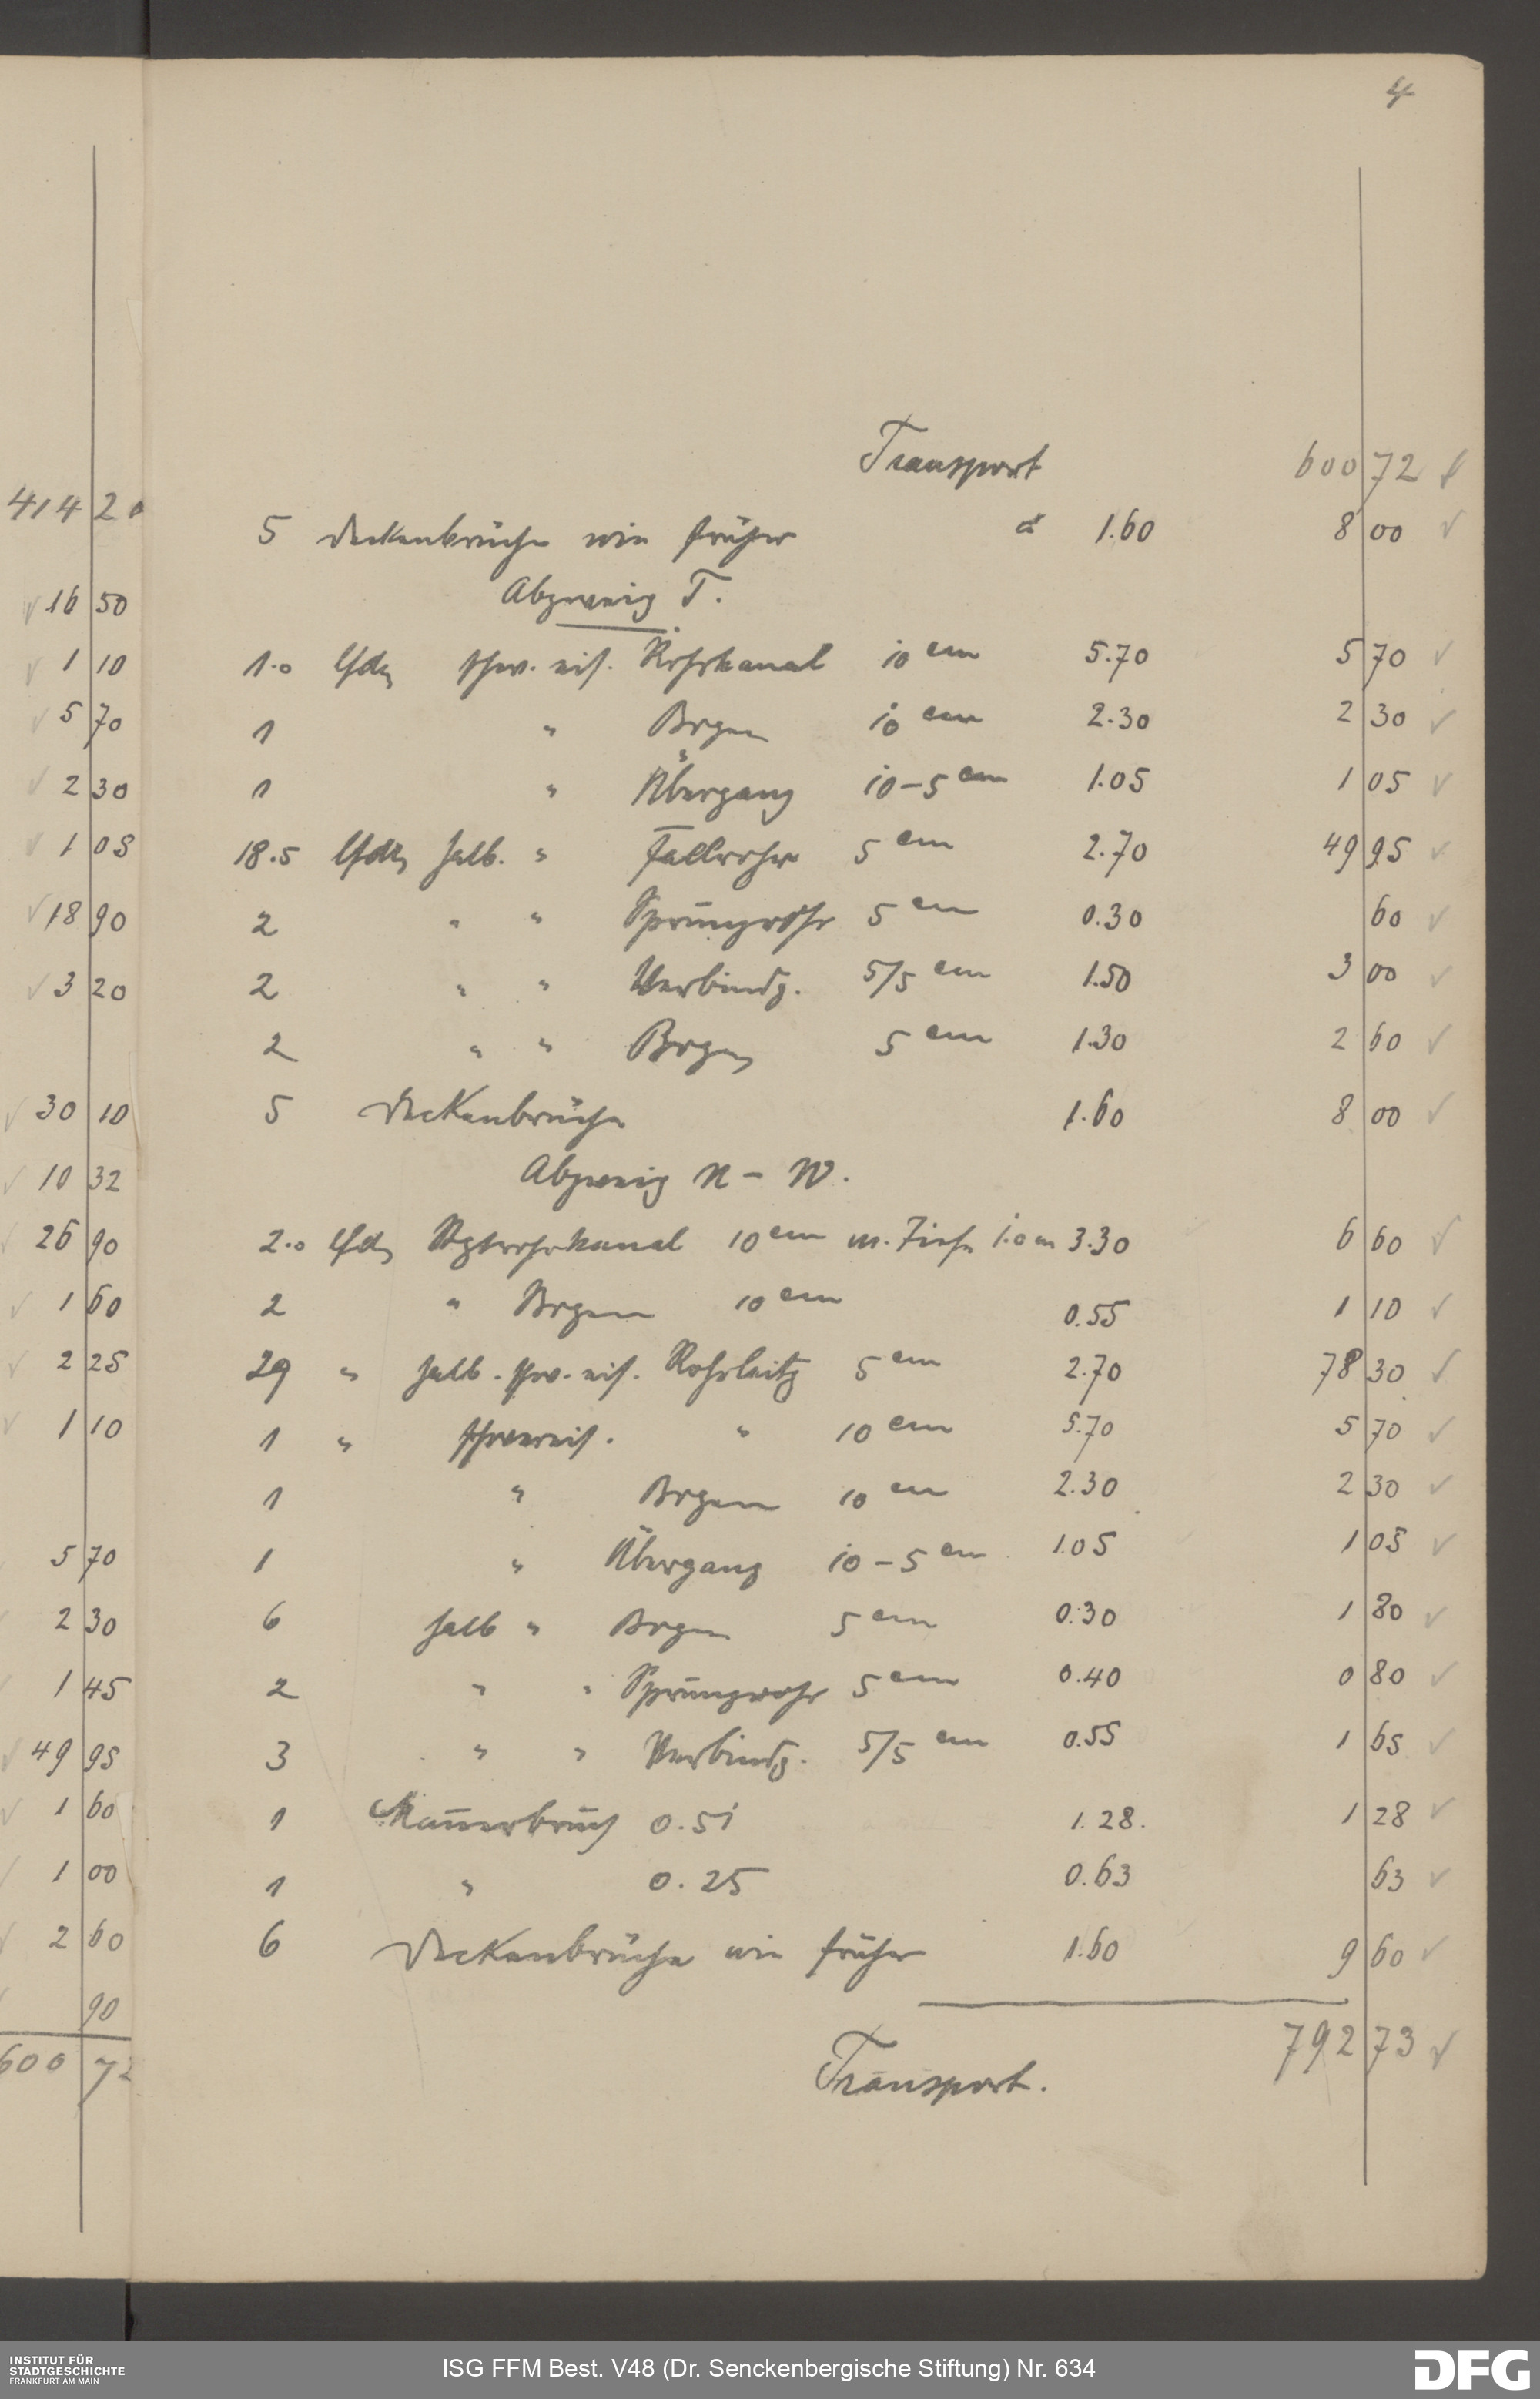 4
414 20
16 50
1 10
5 70
2 30
1 05
18 90
3 20
30 10
10 32
26 90
1 60
2 25
1 10
5 70
2 30
1 45
49 95
1 60
1 00
2 60
90
600 72
Transport 600 72
5 Deckenbrüche wie früher à 1.60 8 00
Abzweig T.
1.0 lfdm schw. eis. Rohrkanal 10 cm 5.70 5 70
1 " Bogen 10 cm 2.30 2 30
1 " Übergang 10-5 cm 1.05 1 05
18.5 lfdm halb. " Fallrohr 5 cm 2.70 49 95
2 " " Sprungrohr 5 cm 0.30 60
2 " " Verbindg. 5/5 cm 1.50 3 00
2 " " Bogen 5 cm 1.30 2 60
5 Deckenbrüche 1.60 8 00
Abzweig N - W.
2.0 lfdm Stgtrohrkanal 10 cm m. Tiefe 1.0 m 3.30 6 60
2 " Bogen 10 cm 0.55 1 10
29 " halb. schw. eis. Rohrleitg 5 cm 2.70 78 30
1 " schwereis. " 10 cm 5.70 5 70
1 " Bogen 10 cm 2.30 2 30
1 " Übergang 10-5 cm 1.05 1 05
6 halb " Bogen 5 cm 0.30 1 80
2 " " Sprungrohr 5 cm 0.40 0 80
3 " " Verbindg. 5/5 cm 0.55 1 65
1 Mauerbruch 0.51 1.28. 1 28
1 " 0.25 0.63 63
6 Deckenbrüche wie früher 1.60 9 60
Transport. 792 73
INSTITUT FÜR
STADTGESCHICHTE
FRANKFURT AM MAIN
ISG FFM Best. V48 (Dr. Senckenbergische Stiftung) Nr. 634
DFG